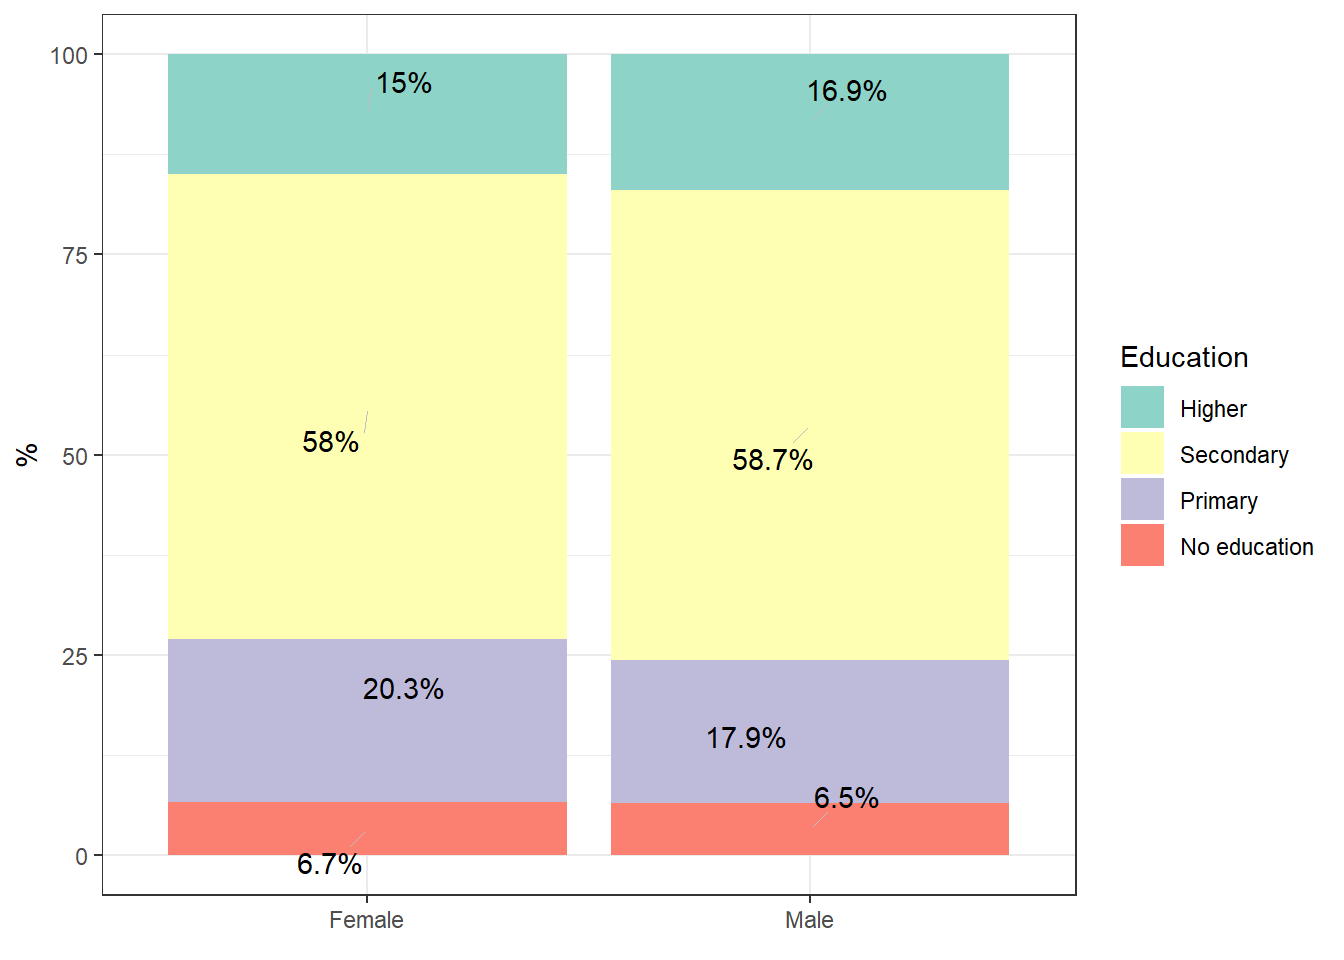 100
75
50
25
0
%
15%
16.9%
58%
58.7%
20.3%
17.9%
6.5%
6.7%
Female
Male
Education
Higher
Secondary
Primary
No education